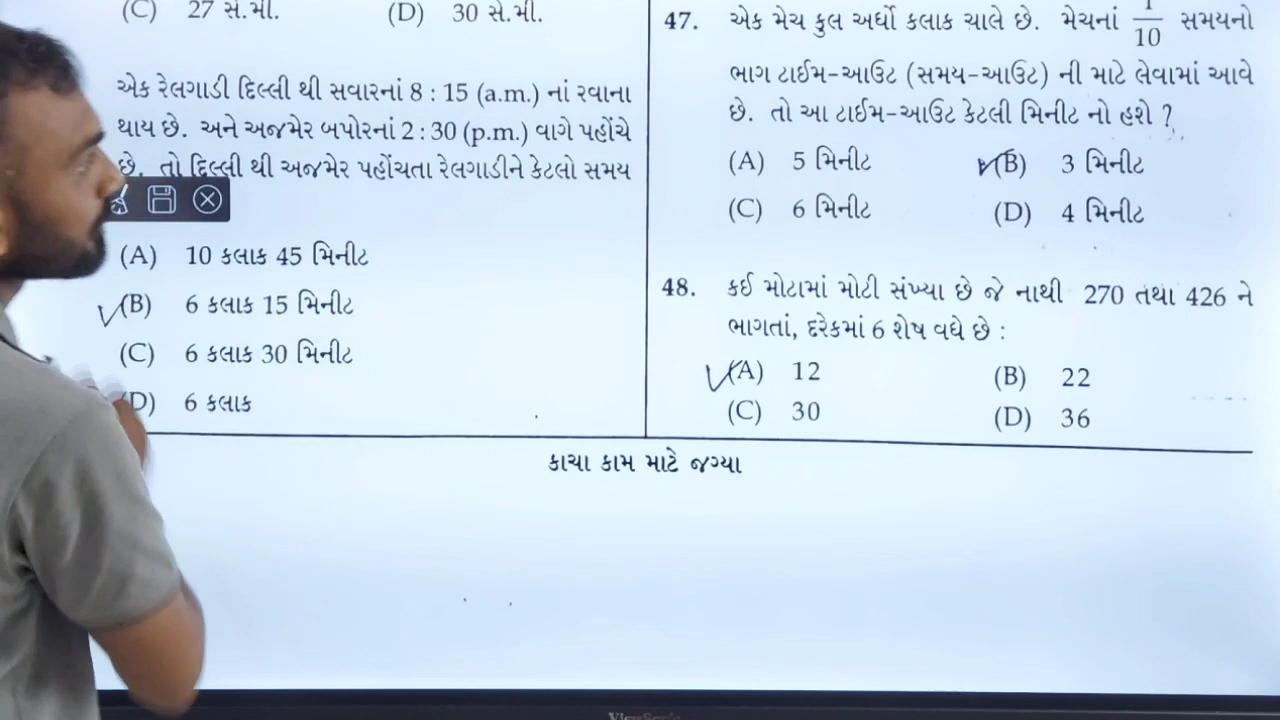 (C) 27 સે.મી. (D) 30 સે.મી.
એક રેલગાડી દિલ્લી થી સવારનાં 8 : 15 (a.m.) નાં રવાના
થાય છે. અને અજમેર બપોરનાં 2 : 30 (p.m.) વાગે પહોંચે
છે. તો દિલ્લી થી અજમેર પહોંચતા રેલગાડીને કેટલો સમય
(A) 10 કલાક 45 મિનીટ
(B) 6 કલાક 15 મિનીટ
(C) 6 કલાક 30 મિનીટ
(D) 6 કલાક
47. એક મેચ કુલ અર્ધો કલાક ચાલે છે. મેચનાં 1/10 સમયનો
ભાગ ટાઈમ-આઉટ (સમય-આઉટ) ની માટે લેવામાં આવે
છે. તો આ ટાઈમ-આઉટ કેટલી મિનીટ નો હશે ?
(A) 5 મિનીટ (B) 3 મિનીટ
(C) 6 મિનીટ (D) 4 મિનીટ
48. કઈ મોટામાં મોટી સંખ્યા છે જે નાથી 270 તથા 426 ને
ભાગતાં, દરેકમાં 6 શેષ વધે છે :
(A) 12 (B) 22
(C) 30 (D) 36
કાચા કામ માટે જગ્યા
ViewSonic